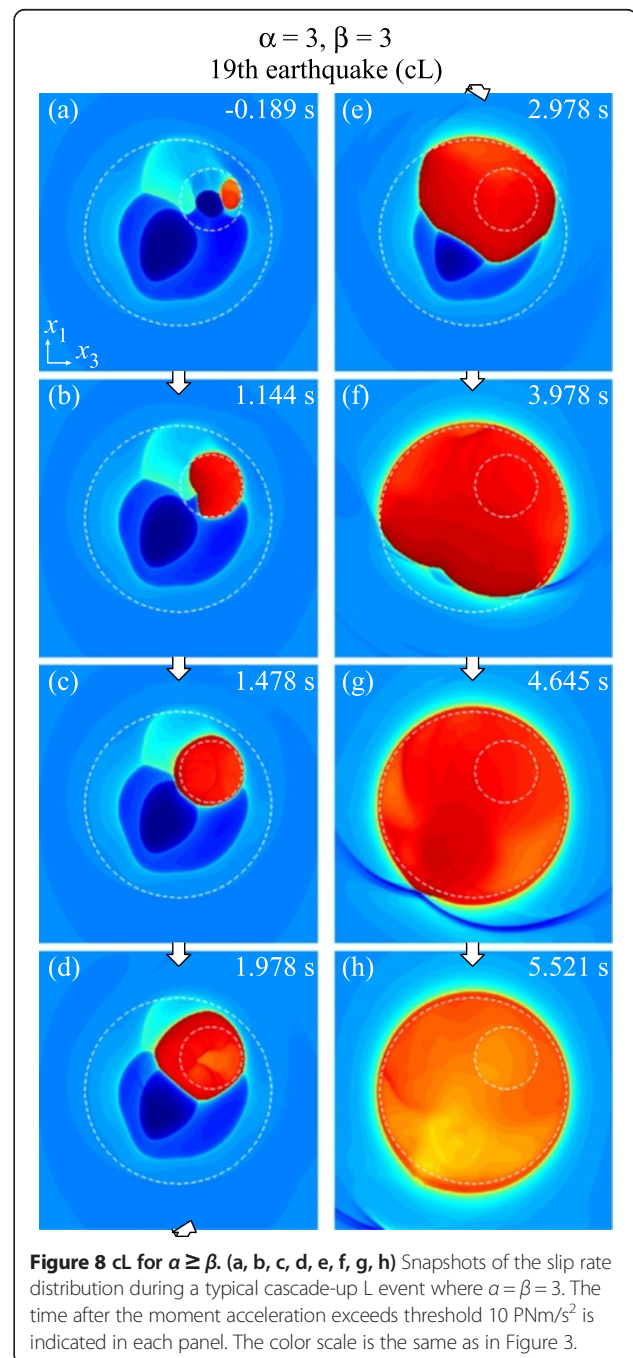 α = 3, β = 3
19th earthquake (cL)
(a) -0.189 s
x1
x3
(b) 1.144 s
(c) 1.478 s
(d) 1.978 s
(e) 2.978 s
(f) 3.978 s
(g) 4.645 s
(h) 5.521 s
Figure 8 cL for α ≥ β. (a, b, c, d, e, f, g, h) Snapshots of the slip rate
distribution during a typical cascade-up L event where α = β = 3. The
time after the moment acceleration exceeds threshold 10 PNm/s² is
indicated in each panel. The color scale is the same as in Figure 3.